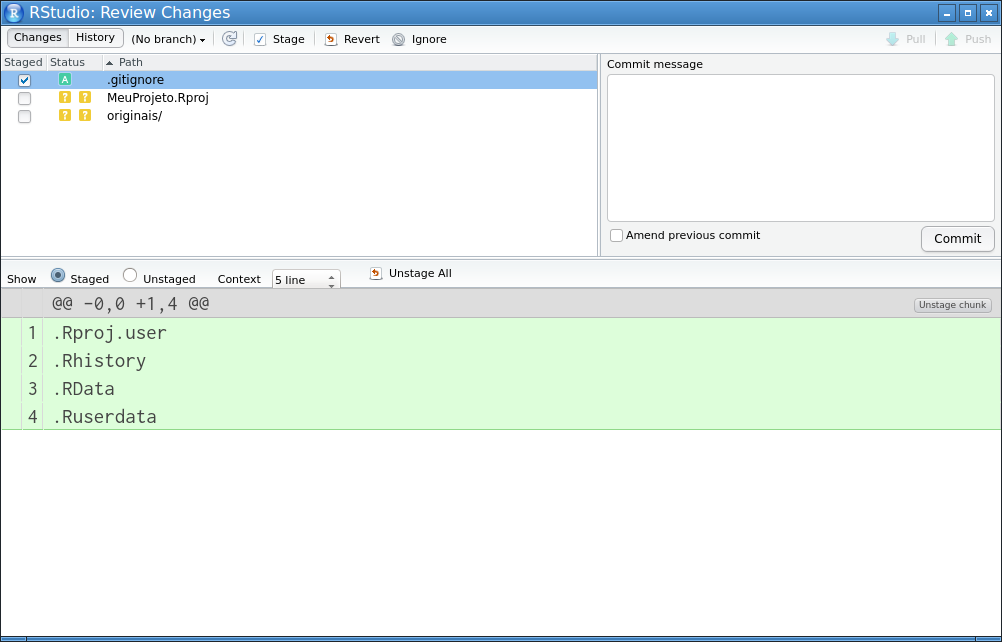 RStudio: Review Changes
Changes History (No branch) Stage Revert Ignore Pull Push
Staged Status Path
A .gitignore
? ? MeuProjeto.Rproj
? ? originais/
Commit message
Amend previous commit Commit
Show Staged Unstaged Context 5 line Unstage All
@@ -0,0 +1,4 @@ Unstage chunk
1 .Rproj.user
2 .Rhistory
3 .RData
4 .Ruserdata